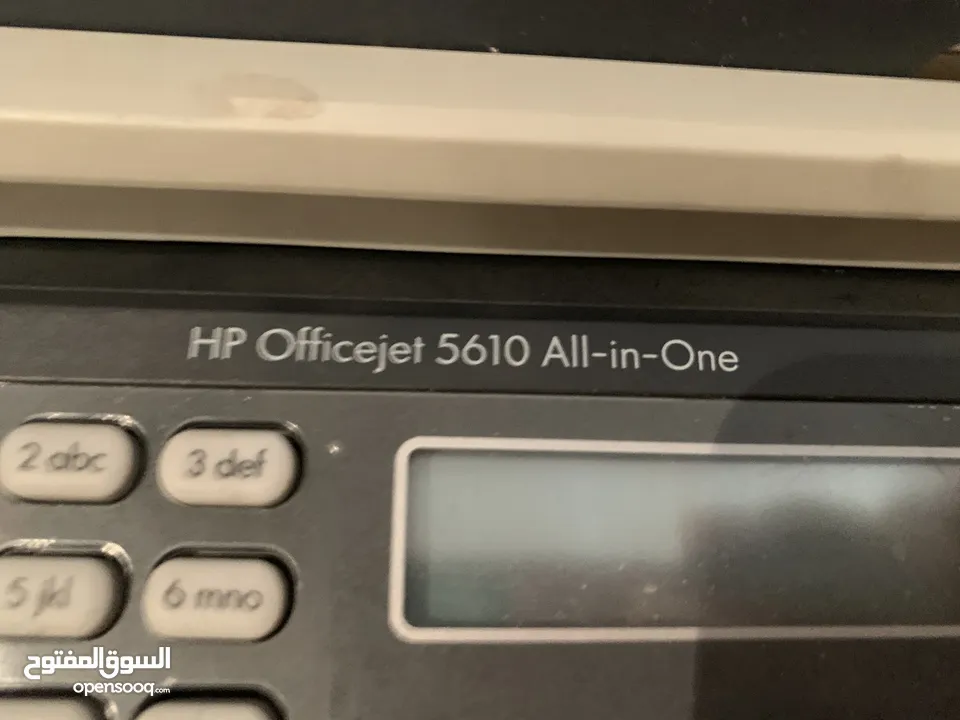 HP Officejet 5610 All-in-One
2 abc
3 def
5 jkl
6 mno
السوق المفتوح
opensooq.com